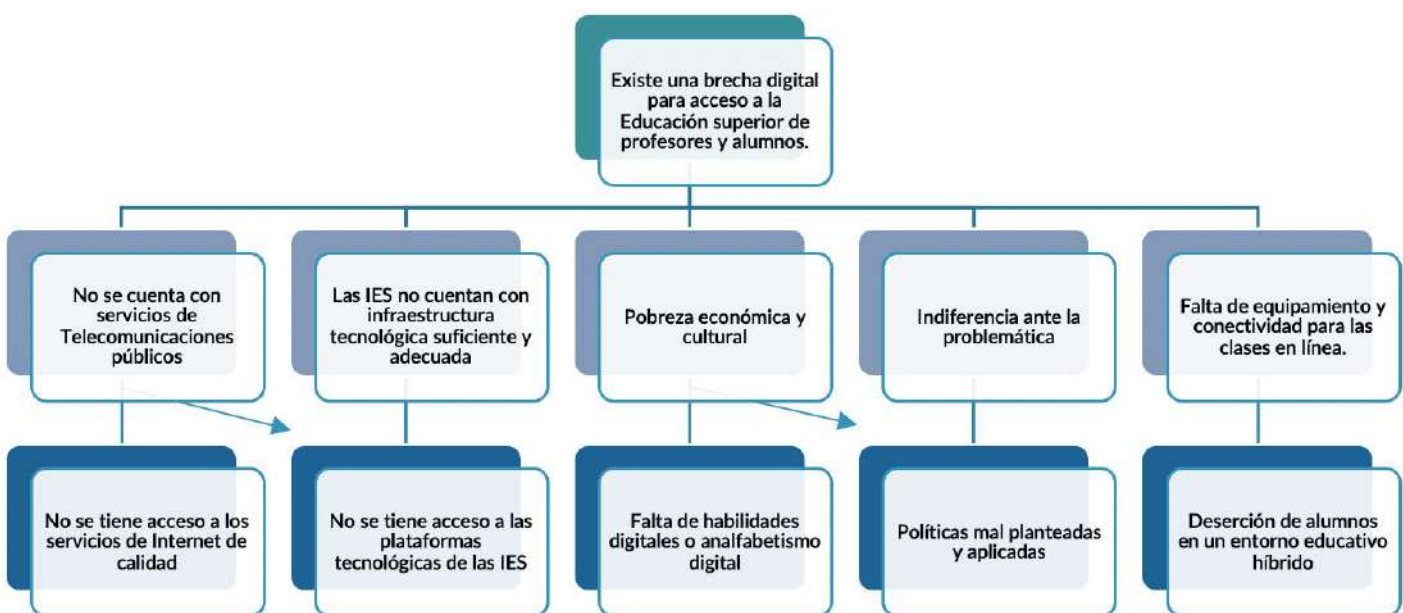 Existe una brecha digital
para acceso a la
Educación superior de
profesores y alumnos.
No se cuenta con
servicios de
Telecomunicaciones
públicos
Las IES no cuentan con
infraestructura
tecnológica suficiente y
adecuada
Pobreza económica y
cultural
Indiferencia ante la
problemática
Falta de equipamiento y
conectividad para las
clases en línea.
No se tiene acceso a los
servicios de Internet de
calidad
No se tiene acceso a las
plataformas
tecnológicas de las IES
Falta de habilidades
digitales o analfabetismo
digital
Políticas mal planteadas
y aplicadas
Deserción de alumnos
en un entorno educativo
híbrido